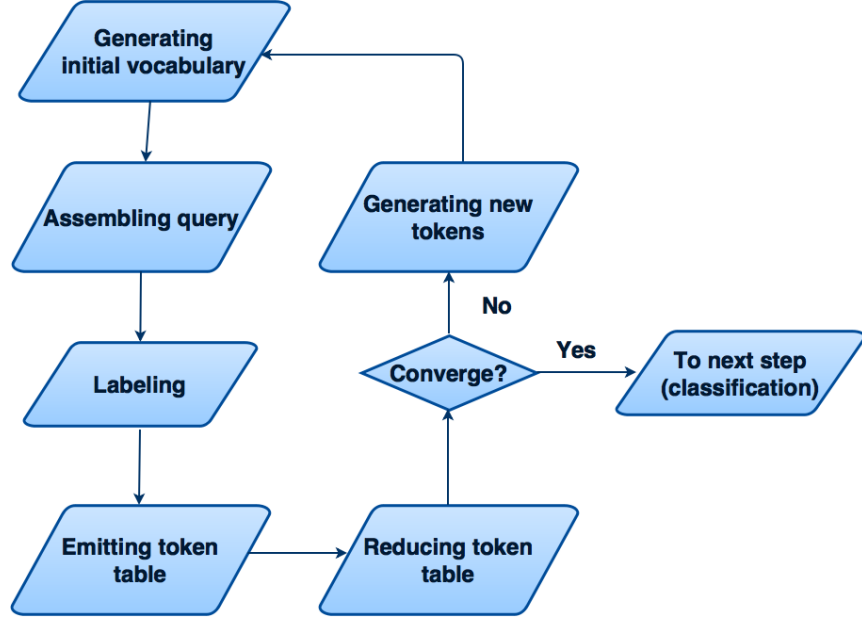 Generating
initial vocabulary
Assembling query
Generating new
tokens
No
Labeling
Converge?
Yes
To next step
(classification)
Emitting token
table
Reducing token
table